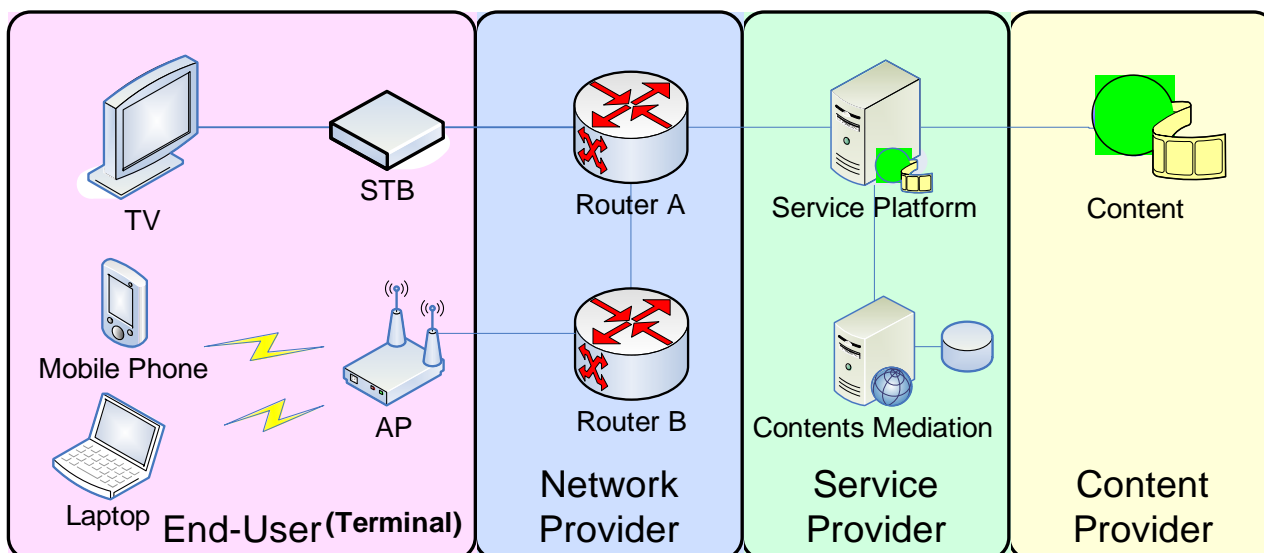 TV
STB
Router A
Service Platform
Content
Mobile Phone
AP
Router B
Contents Mediation
Laptop
End-User (Terminal)
Network
Provider
Service
Provider
Content
Provider